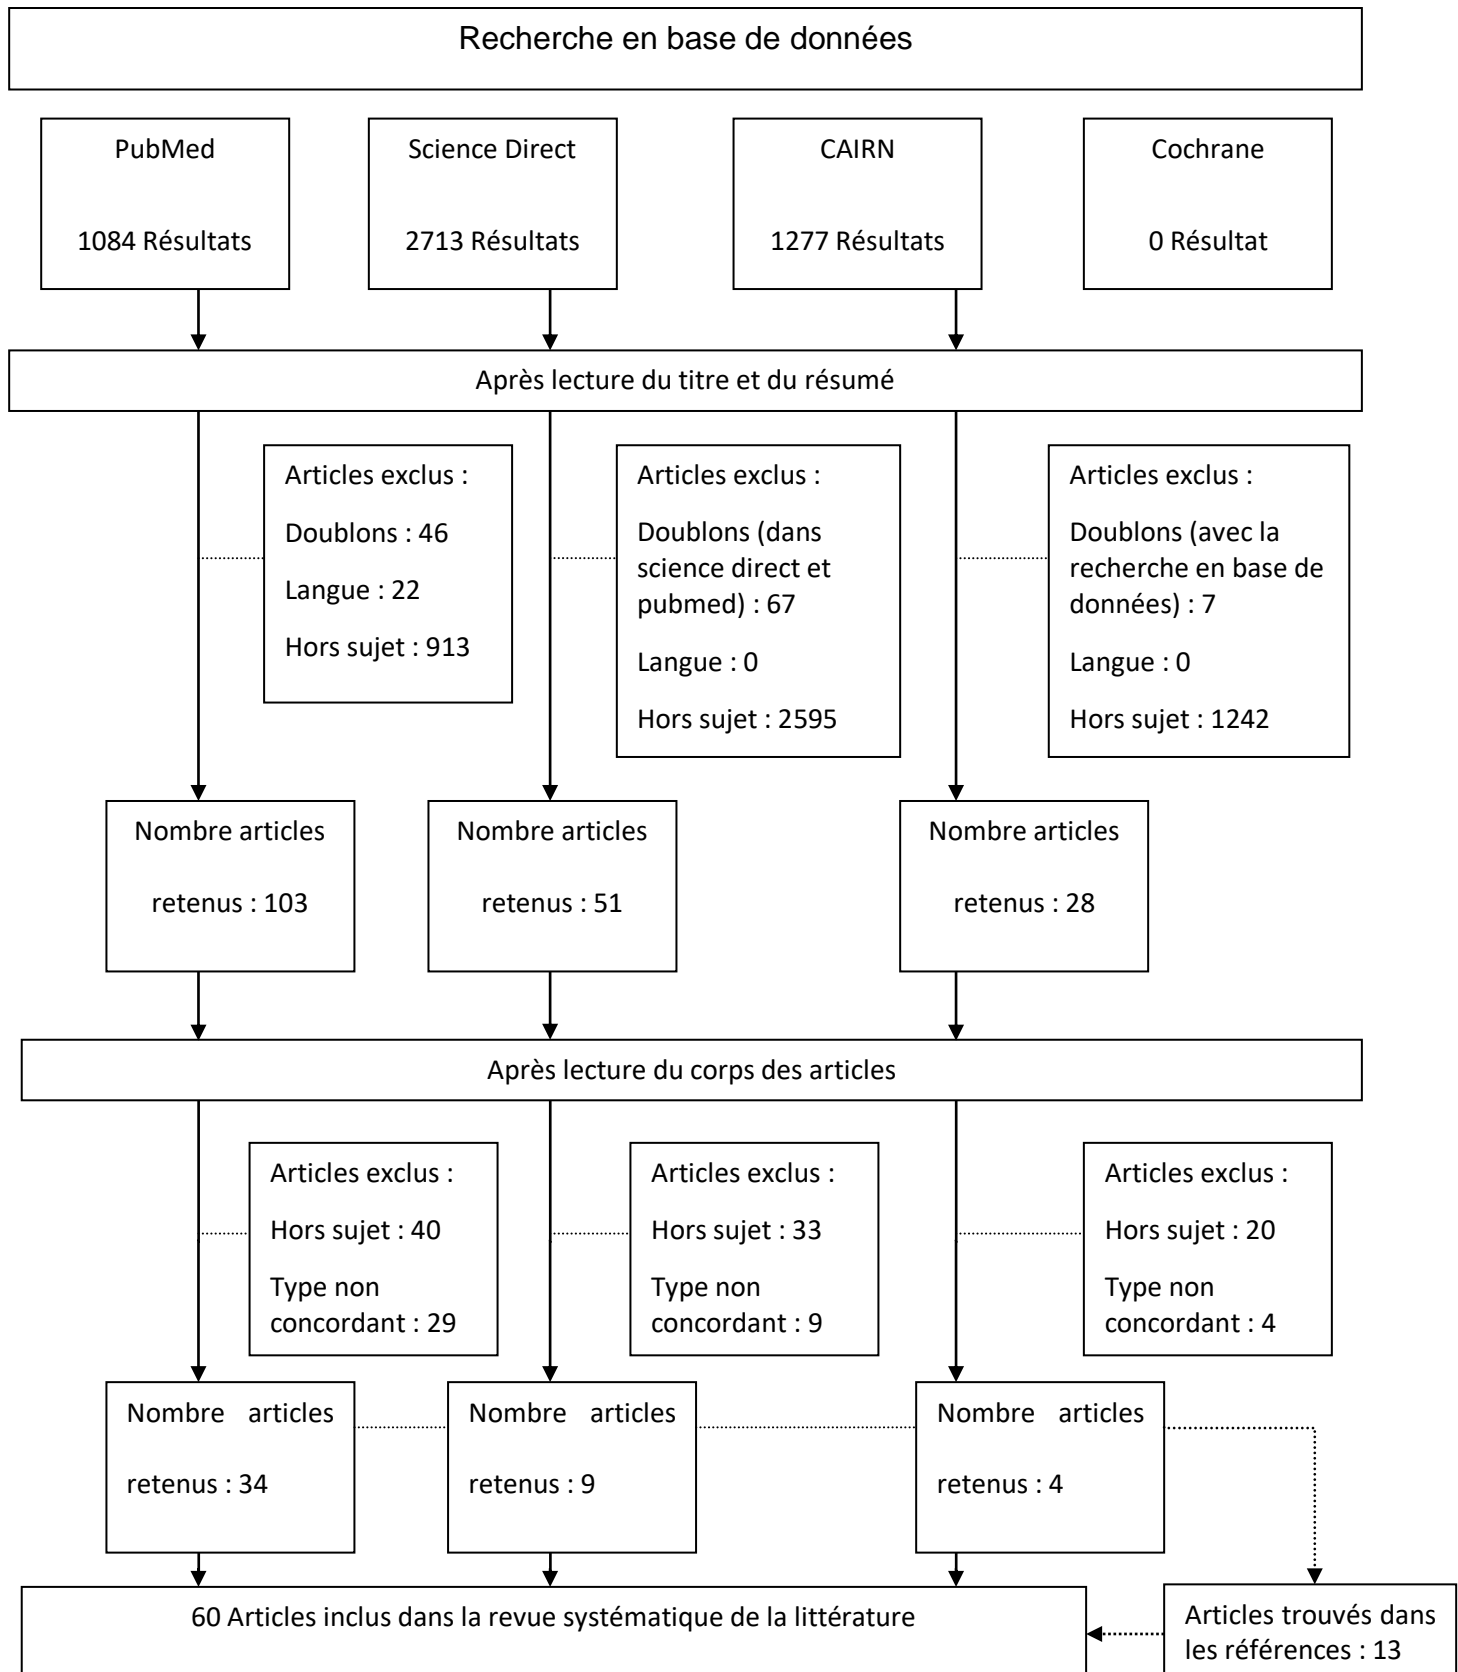 Recherche en base de données
PubMed
1084 Résultats
Science Direct
2713 Résultats
CAIRN
1277 Résultats
Cochrane
0 Résultat
Après lecture du titre et du résumé
Articles exclus :
Doublons : 46
Langue : 22
Hors sujet : 913
Articles exclus :
Doublons (dans
science direct et
pubmed) : 67
Langue : 0
Hors sujet : 2595
Articles exclus :
Doublons (avec la
recherche en base de
données) : 7
Langue : 0
Hors sujet : 1242
Nombre articles
retenus : 103
Nombre articles
retenus : 51
Nombre articles
retenus : 28
Après lecture du corps des articles
Articles exclus :
Hors sujet : 40
Type non
concordant : 29
Articles exclus :
Hors sujet : 33
Type non
concordant : 9
Articles exclus :
Hors sujet : 20
Type non
concordant : 4
Nombre articles
retenus : 34
Nombre articles
retenus : 9
Nombre articles
retenus : 4
60 Articles inclus dans la revue systématique de la littérature
Articles trouvés dans
les références : 13